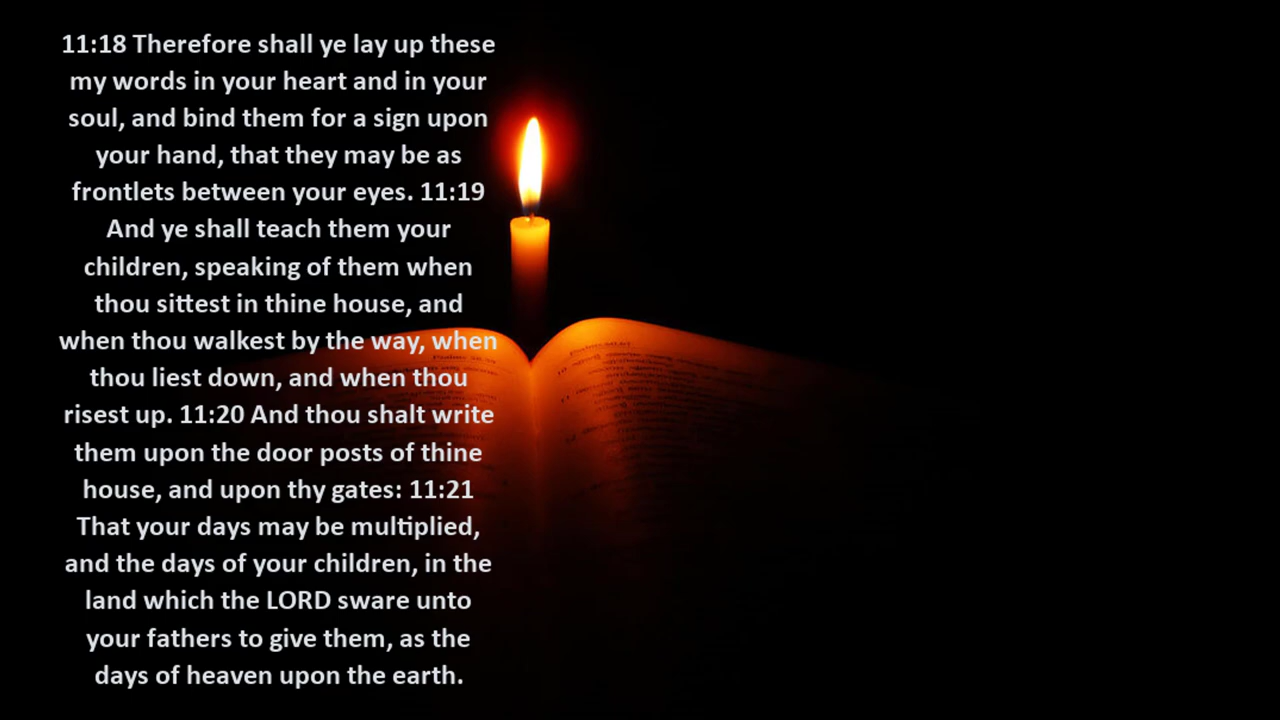 11:18 Therefore shall ye lay up these
my words in your heart and in your
soul, and bind them for a sign upon
your hand, that they may be as
frontlets between your eyes. 11:19
And ye shall teach them your
children, speaking of them when
thou sittest in thine house, and
when thou walkest by the way, when
thou liest down, and when thou
risest up. 11:20 And thou shalt write
them upon the door posts of thine
house, and upon thy gates: 11:21
That your days may be multiplied,
and the days of your children, in the
land which the LORD sware unto
your fathers to give them, as the
days of heaven upon the earth.